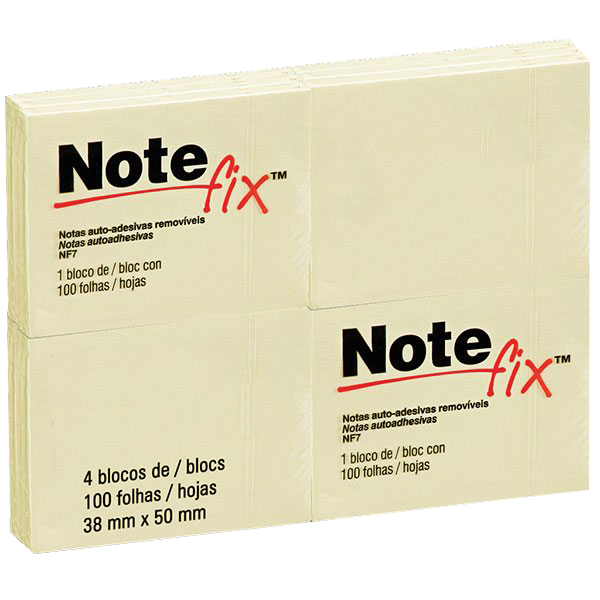 Note
fix™
Notas auto-adesivas removíveis
Notas autoadhesivas
NF7
1 bloco de / bloc con
100 folhas / hojas
Note
fix™
Notas auto-adesivas removíveis
Notas autoadhesivas
NF7
1 bloco de / bloc con
100 folhas / hojas
4 blocos de / blocs
100 folhas / hojas
38 mm x 50 mm